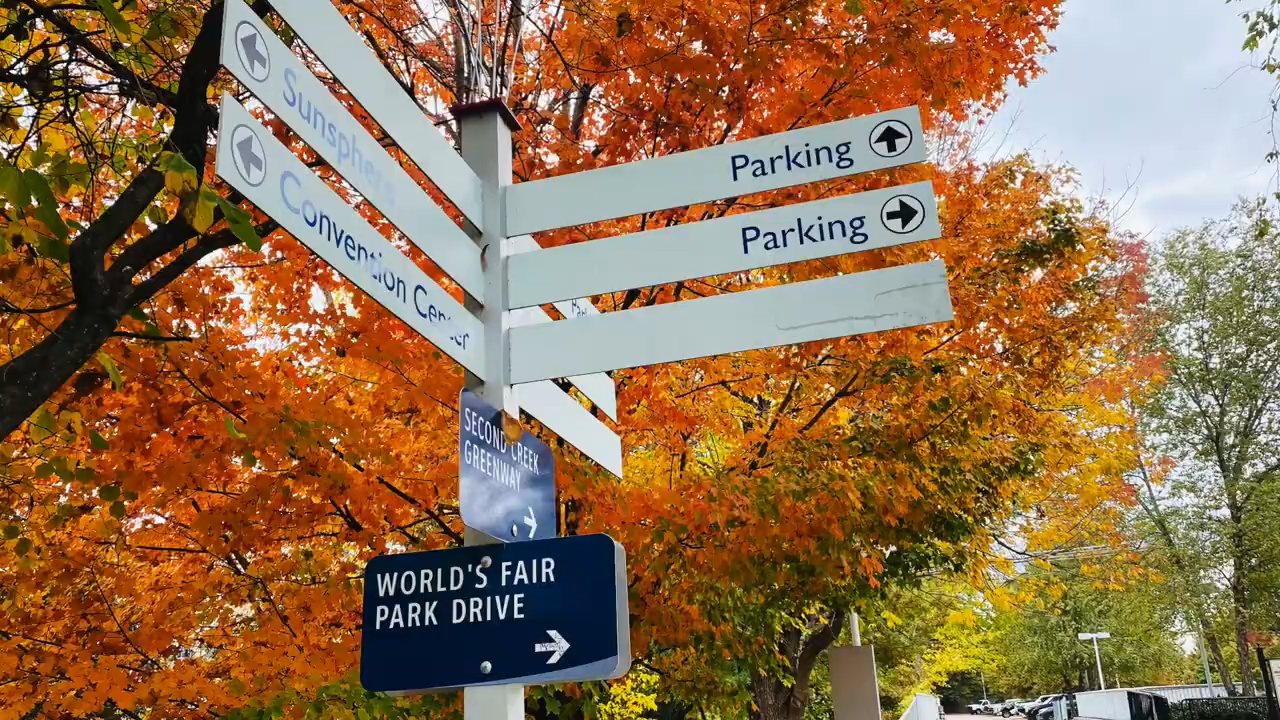 Sunsphere
Convention Center
Parking
Parking
SECOND CREEK
GREENWAY
WORLD'S FAIR
PARK DRIVE